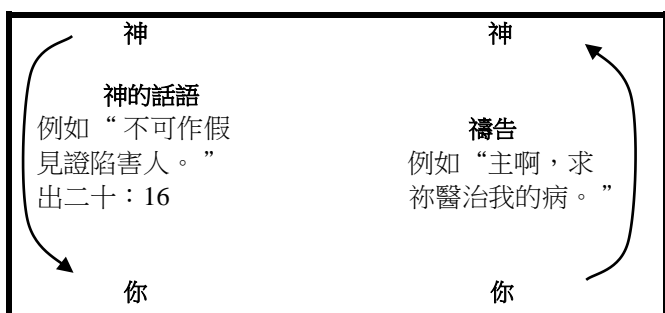 神
神的話語
例如“不可作假
見證陷害人。”
出二十：16
你
神
禱告
例如“主啊，求
祢醫治我的病。”
你